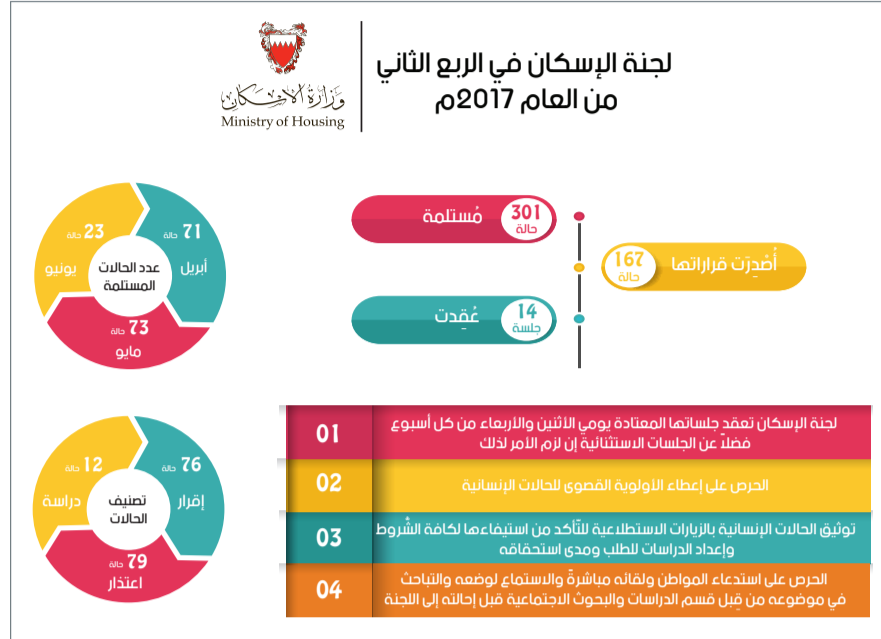 لجنة الإسكان في الربع الثاني
من العام 2017م
وزارة الإسكان
Ministry of Housing
301
حالة
مُستلمة
أُصْدِرَت قراراتها
167
حالة
14
جلسة
عُقِدت
71 حالة
أبريل
23 حالة
يونيو
عدد الحالات
المستلمة
73 حالة
مايو
01
لجنة الإسكان تعقد جلساتها المعتادة يومي الأثنين والأربعاء من كل أسبوع
فضلاً عن الجلسات الاستثنائية إن لزم الأمر لذلك
02
الحرص على إعطاء الأولوية القصوى للحالات الإنسانية
03
توثيق الحالات الإنسانية بالزيارات الاستطلاعية للتّأكد من استيفاءها لكافة الشُروط
وإعداد الدراسات للطلب ومدى استحقاقه
04
الحرص على استدعاء المواطن ولقائه مباشرةً والاستماع لوضعه والتباحث
في موضوعه من قِبل قسم الدراسات والبحوث الاجتماعية قبل إحالته إلى اللجنة
76 حالة
إقرار
12 حالة
دراسة
تصنيف
الحالات
79 حالة
اعتذار